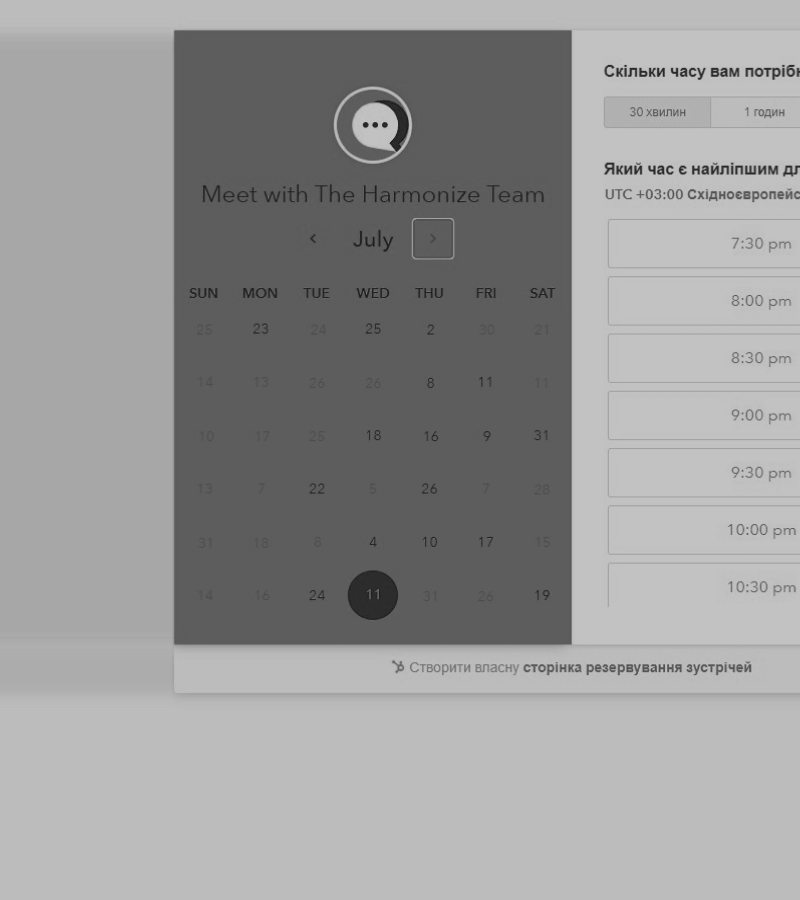 Meet with The Harmonize Team
July
SUN MON TUE WED THU FRI SAT
25 23 24 25 2 30 21
14 13 26 26 8 11 11
10 17 25 18 16 9 31
13 7 22 5 26 7 28
31 18 8 4 10 17 15
14 16 24 11 31 26 19
Скільки часу вам потрібн
30 хвилин 1 годин
Який час є найліпшим дл
UTC +03:00 Східноєвропейс
7:30 pm
8:00 pm
8:30 pm
9:00 pm
9:30 pm
10:00 pm
10:30 pm
Створити власну сторінка резервування зустрічей